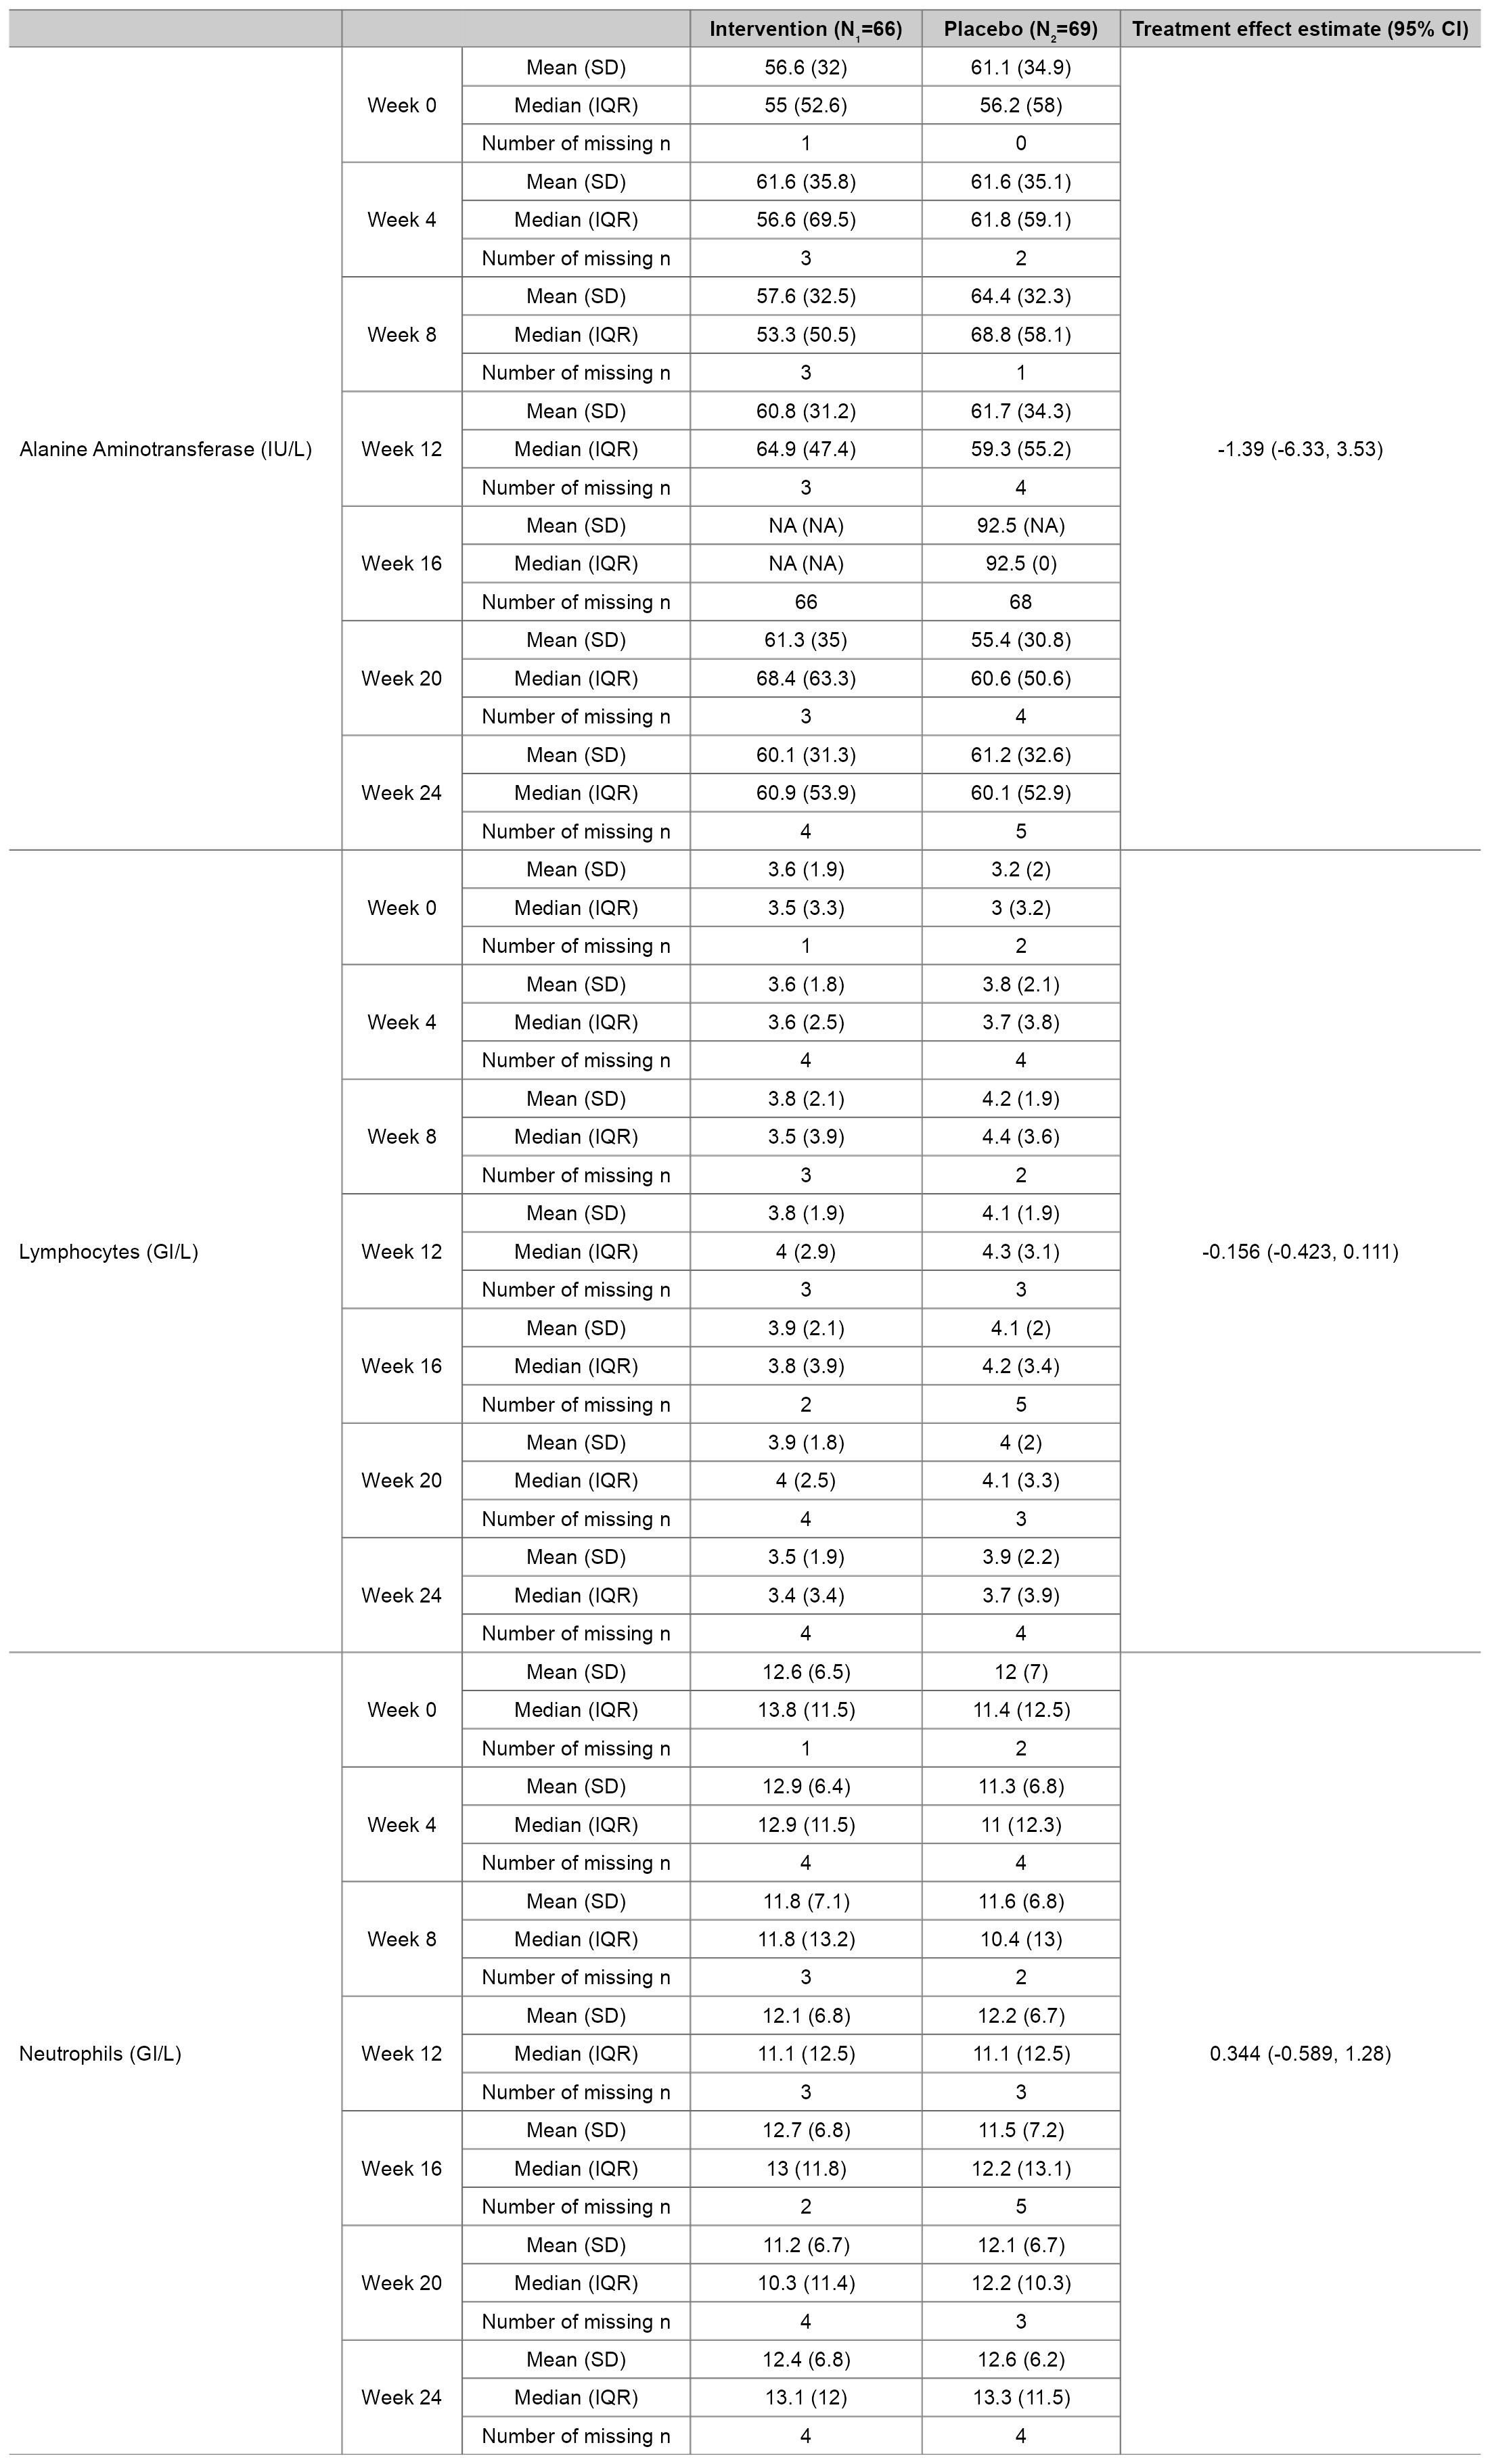 Intervention (N₁=66) Placebo (N₂=69) Treatment effect estimate (95% CI)
Alanine Aminotransferase (IU/L) -1.39 (-6.33, 3.53)
Week 0
Mean (SD) 56.6 (32) 61.1 (34.9)
Median (IQR) 55 (52.6) 56.2 (58)
Number of missing n 1 0
Week 4
Mean (SD) 61.6 (35.8) 61.6 (35.1)
Median (IQR) 56.6 (69.5) 61.8 (59.1)
Number of missing n 3 2
Week 8
Mean (SD) 57.6 (32.5) 64.4 (32.3)
Median (IQR) 53.3 (50.5) 68.8 (58.1)
Number of missing n 3 1
Week 12
Mean (SD) 60.8 (31.2) 61.7 (34.3)
Median (IQR) 64.9 (47.4) 59.3 (55.2)
Number of missing n 3 4
Week 16
Mean (SD) NA (NA) 92.5 (NA)
Median (IQR) NA (NA) 92.5 (0)
Number of missing n 66 68
Week 20
Mean (SD) 61.3 (35) 55.4 (30.8)
Median (IQR) 68.4 (63.3) 60.6 (50.6)
Number of missing n 3 4
Week 24
Mean (SD) 60.1 (31.3) 61.2 (32.6)
Median (IQR) 60.9 (53.9) 60.1 (52.9)
Number of missing n 4 5
Lymphocytes (GI/L) -0.156 (-0.423, 0.111)
Week 0
Mean (SD) 3.6 (1.9) 3.2 (2)
Median (IQR) 3.5 (3.3) 3 (3.2)
Number of missing n 1 2
Week 4
Mean (SD) 3.6 (1.8) 3.8 (2.1)
Median (IQR) 3.6 (2.5) 3.7 (3.8)
Number of missing n 4 4
Week 8
Mean (SD) 3.8 (2.1) 4.2 (1.9)
Median (IQR) 3.5 (3.9) 4.4 (3.6)
Number of missing n 3 2
Week 12
Mean (SD) 3.8 (1.9) 4.1 (1.9)
Median (IQR) 4 (2.9) 4.3 (3.1)
Number of missing n 3 3
Week 16
Mean (SD) 3.9 (2.1) 4.1 (2)
Median (IQR) 3.8 (3.9) 4.2 (3.4)
Number of missing n 2 5
Week 20
Mean (SD) 3.9 (1.8) 4 (2)
Median (IQR) 4 (2.5) 4.1 (3.3)
Number of missing n 4 3
Week 24
Mean (SD) 3.5 (1.9) 3.9 (2.2)
Median (IQR) 3.4 (3.4) 3.7 (3.9)
Number of missing n 4 4
Neutrophils (GI/L) 0.344 (-0.589, 1.28)
Week 0
Mean (SD) 12.6 (6.5) 12 (7)
Median (IQR) 13.8 (11.5) 11.4 (12.5)
Number of missing n 1 2
Week 4
Mean (SD) 12.9 (6.4) 11.3 (6.8)
Median (IQR) 12.9 (11.5) 11 (12.3)
Number of missing n 4 4
Week 8
Mean (SD) 11.8 (7.1) 11.6 (6.8)
Median (IQR) 11.8 (13.2) 10.4 (13)
Number of missing n 3 2
Week 12
Mean (SD) 12.1 (6.8) 12.2 (6.7)
Median (IQR) 11.1 (12.5) 11.1 (12.5)
Number of missing n 3 3
Week 16
Mean (SD) 12.7 (6.8) 11.5 (7.2)
Median (IQR) 13 (11.8) 12.2 (13.1)
Number of missing n 2 5
Week 20
Mean (SD) 11.2 (6.7) 12.1 (6.7)
Median (IQR) 10.3 (11.4) 12.2 (10.3)
Number of missing n 4 3
Week 24
Mean (SD) 12.4 (6.8) 12.6 (6.2)
Median (IQR) 13.1 (12) 13.3 (11.5)
Number of missing n 4 4